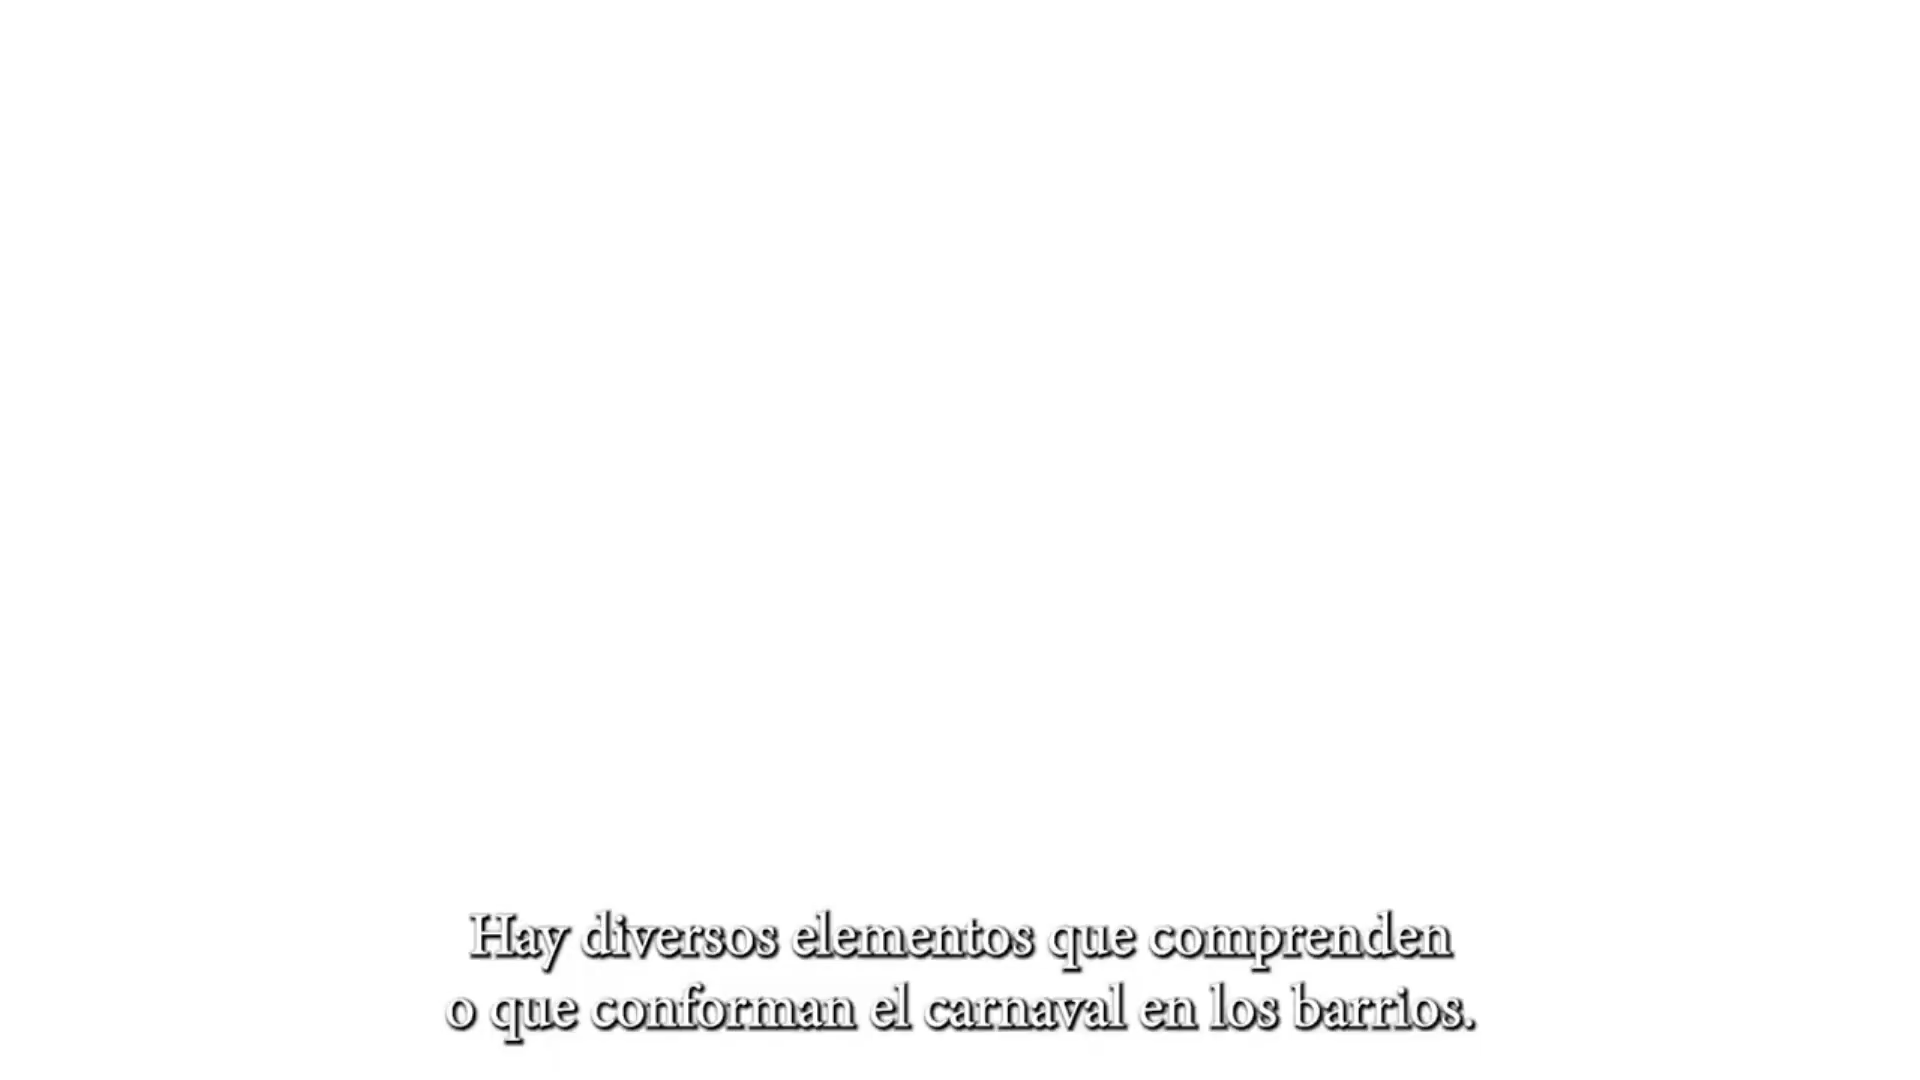 Hay diversos elementos que comprenden
o que conforman el carnaval en los barrios.